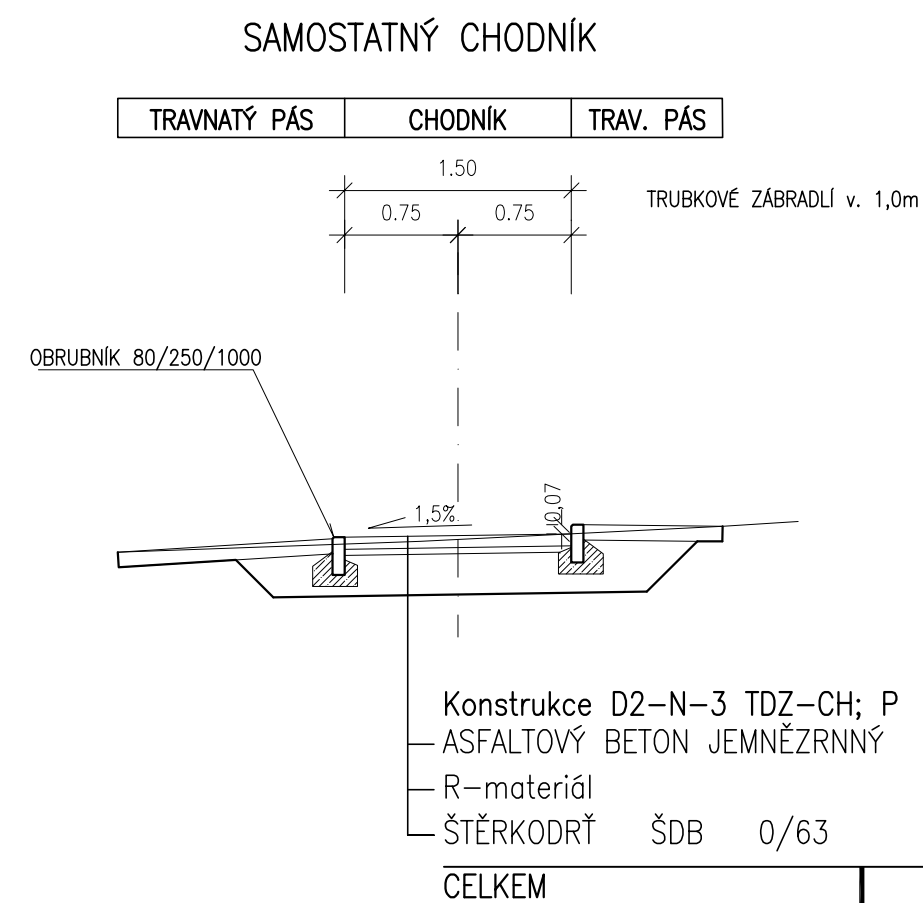 SAMOSTATNÝ CHODNÍK
TRAVNATÝ PÁS CHODNÍK TRAV. PÁS
1.50
TRUBKOVÉ ZÁBRADLÍ v. 1,0m
0.75 0.75
OBRUBNÍK 80/250/1000
1,5%
0,07
Konstrukce D2-N-3 TDZ-CH; P
ASFALTOVÝ BETON JEMNĚZRNNÝ
R-materiál
ŠTĚRKODRŤ ŠDB 0/63
CELKEM